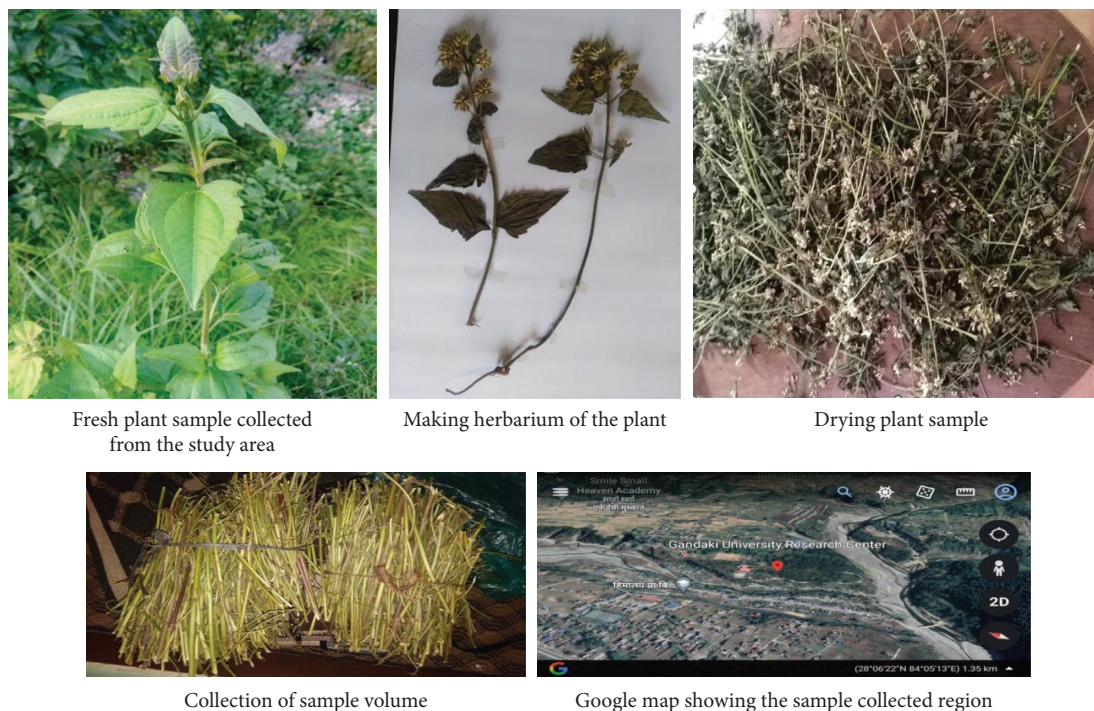 Fresh plant sample collected
from the study area
Making herbarium of the plant
Drying plant sample
Smile Small
Heaven Academy
Gandaki University Research Center
हिमालय प्रा बि
2D
(28°06'22"N 84°05'13"E) 1.35 km
Collection of sample volume
Google map showing the sample collected region